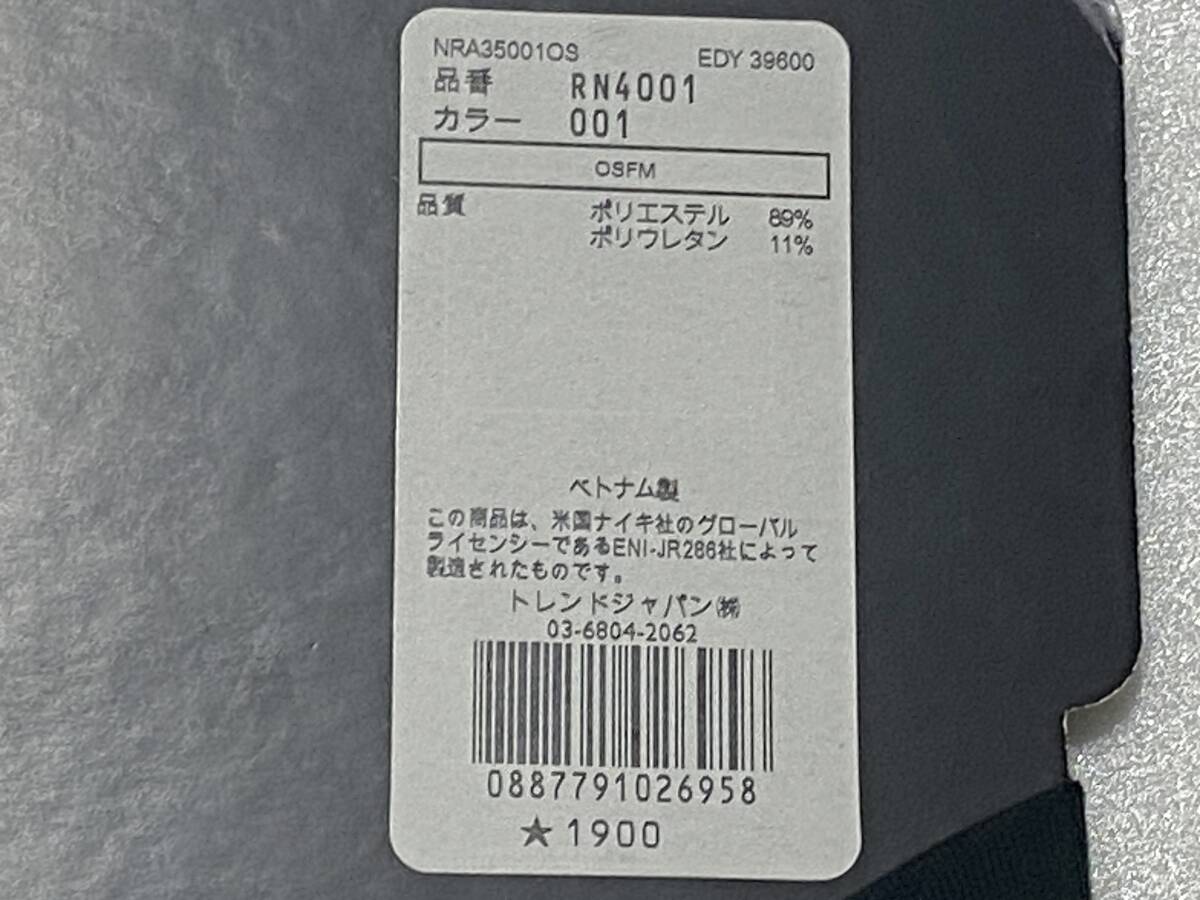 NRA35001OS EDY 39600
品番 RN4001
カラー 001
OSFM
品質 ポリエステル 89%
ポリウレタン 11%
ベトナム製
この商品は、米国ナイキ社のグローバル
ライセンシーであるENI-JR286社によって
製造されたものです。
トレンドジャパン㈱
03-6804-2062
0887791026958
★1900